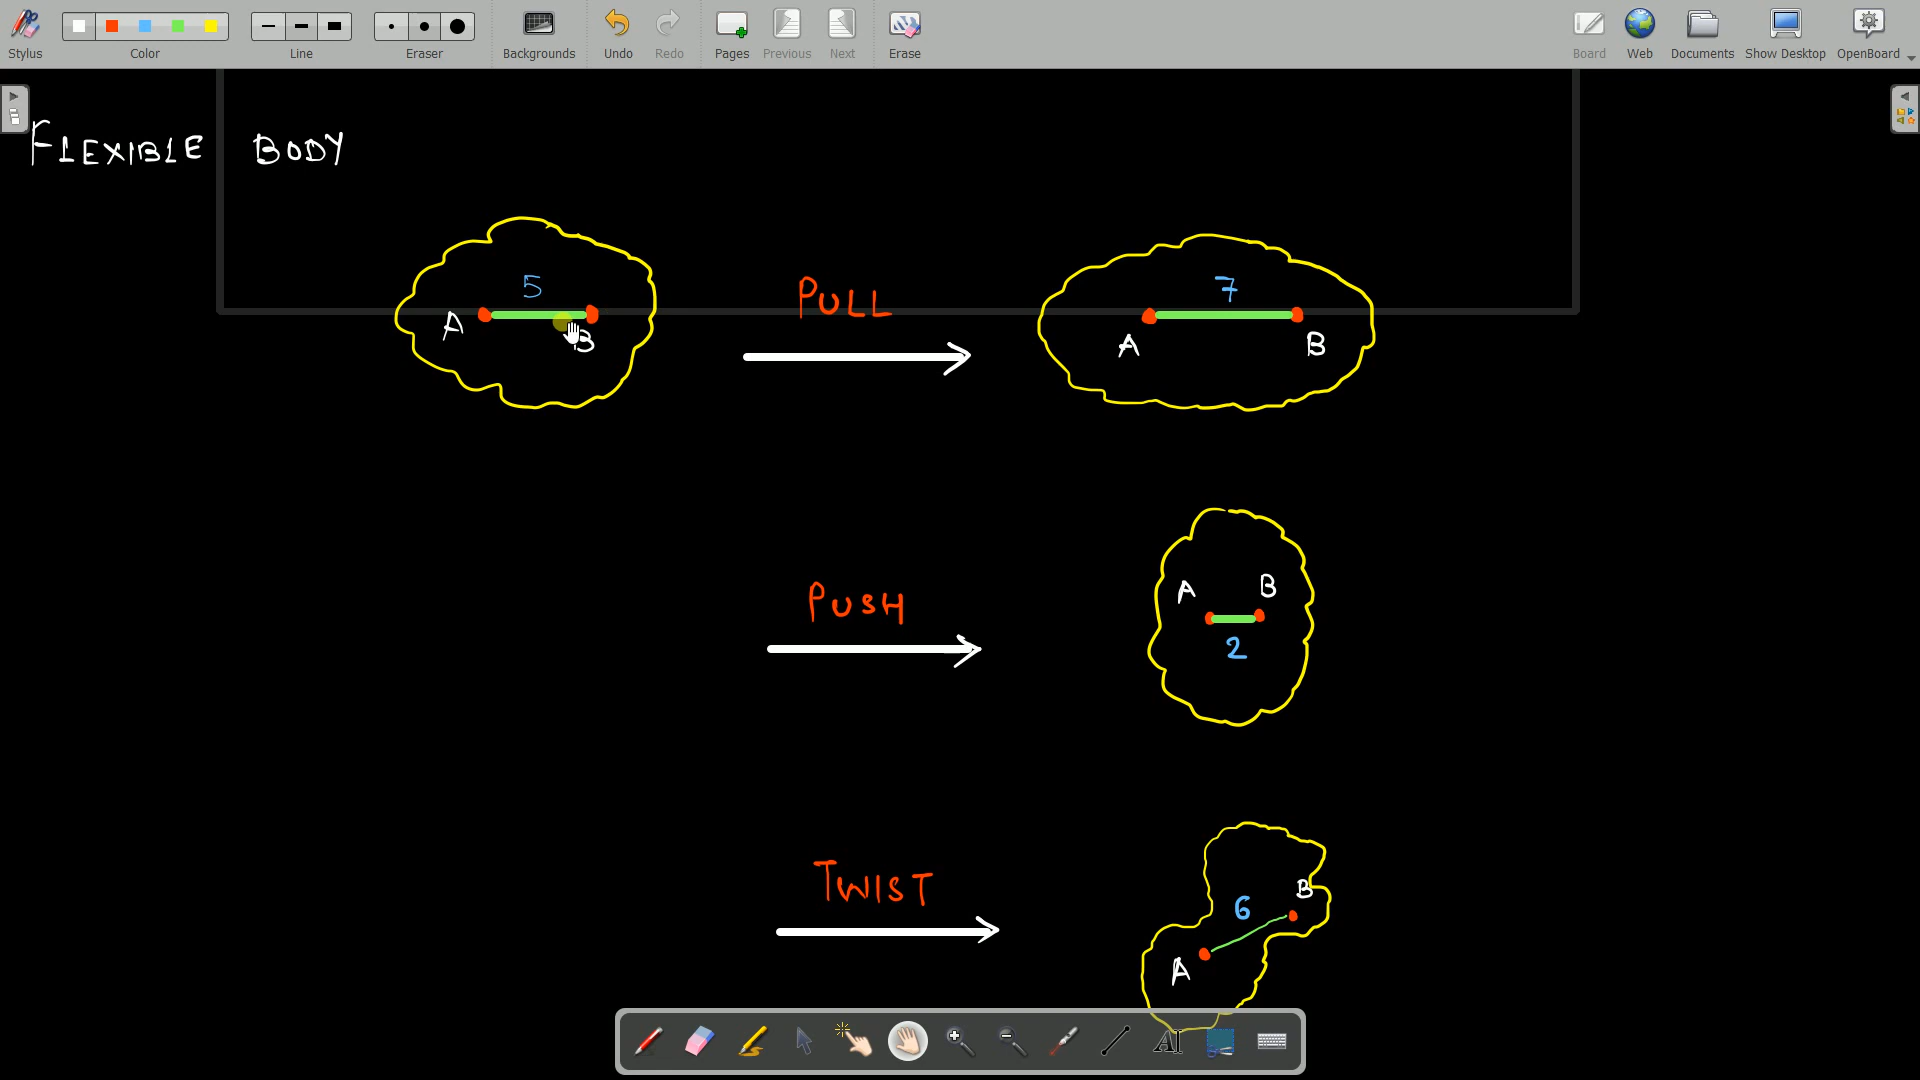 Stylus Color Line Eraser Backgrounds Undo Redo Pages Previous Next Erase Board Web Documents Show Desktop OpenBoard
FLEXIBLE BODY
5
A
B
PULL
7
A
B
PUSH
A
B
2
TWIST
B
6
A
AI